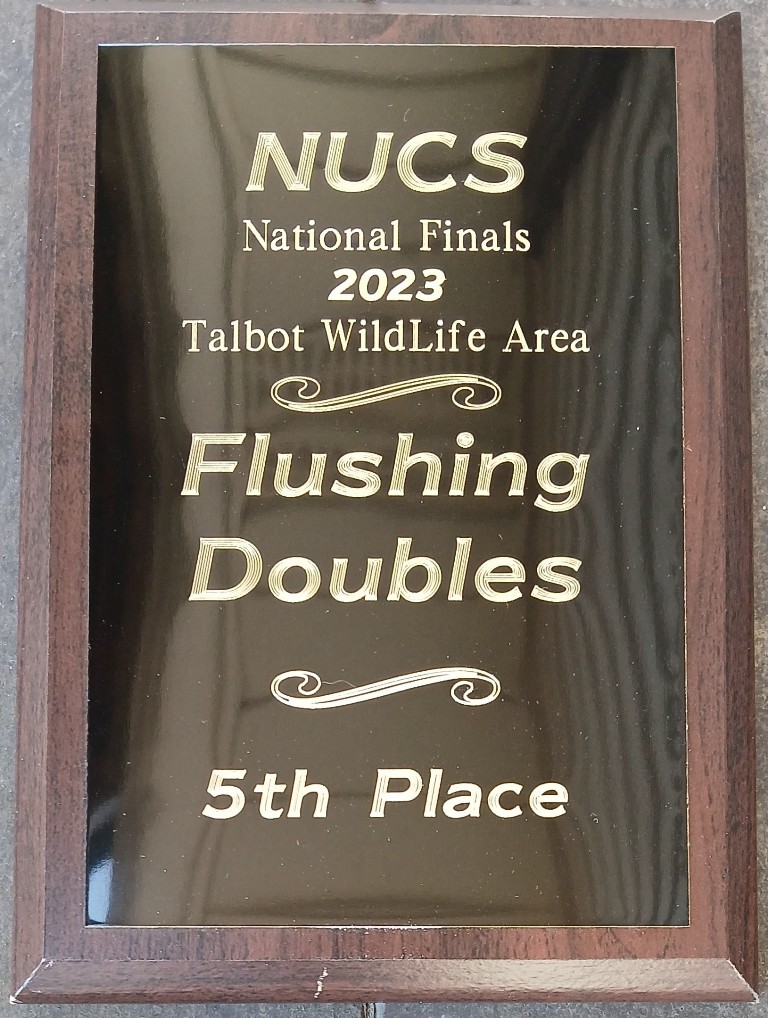 NUCS
National Finals
2023
Talbot WildLife Area
Flushing
Doubles
5th Place